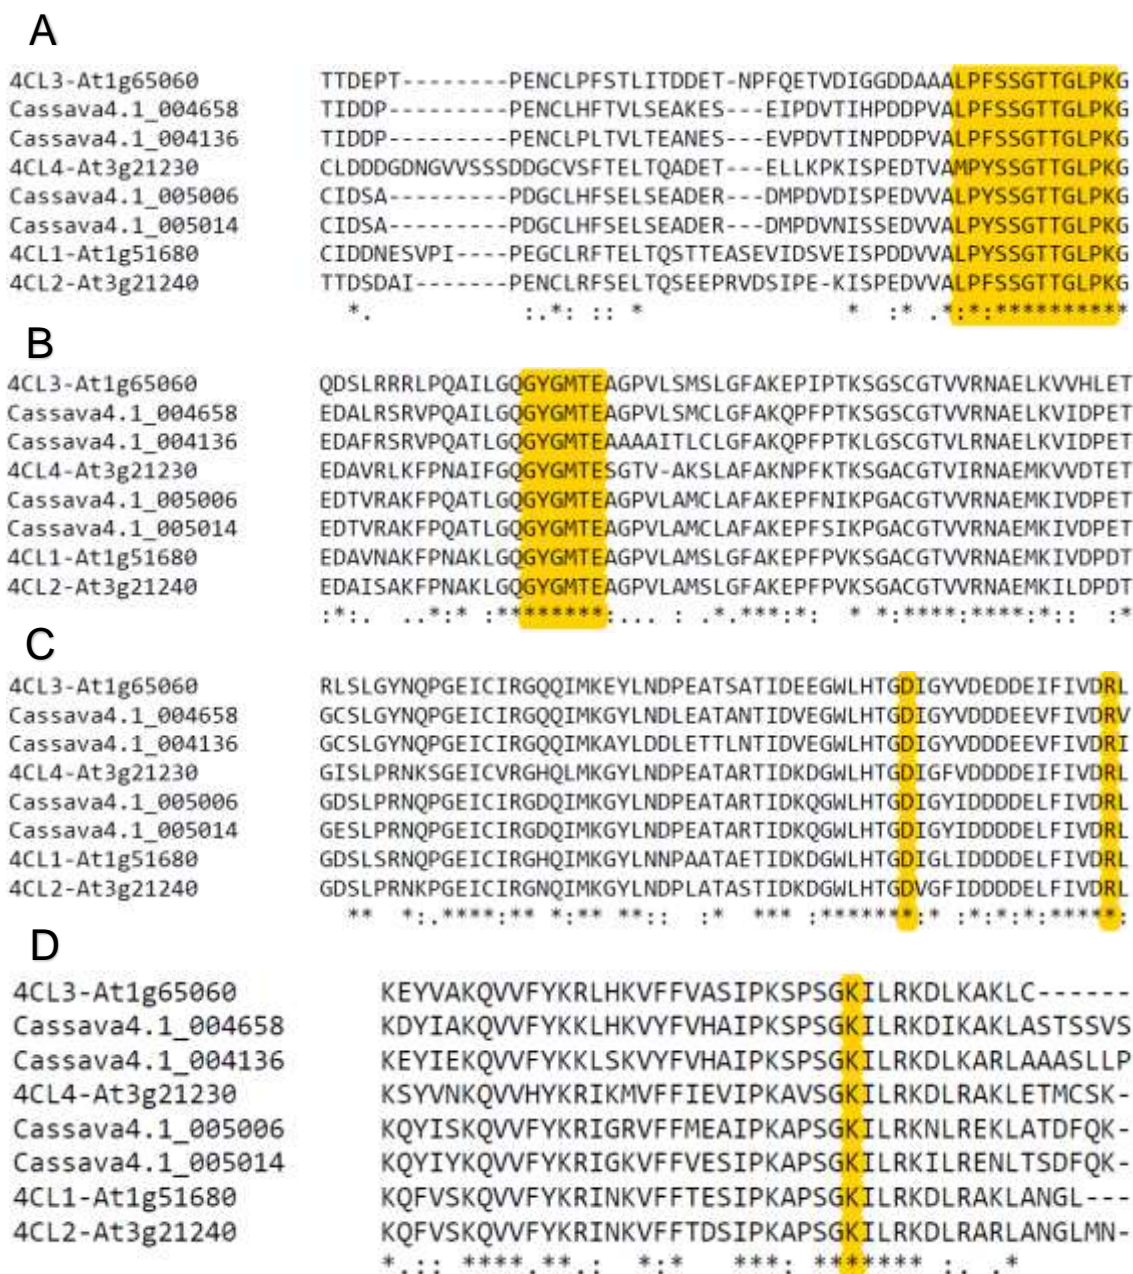 A
4CL3-At1g65060 TTDEPT--------PENCLPFSTLITDDET-NPFQETVDIGGDDAAALPFSSGTTGLPKG
Cassava4.1_004658 TIDDP---------PENCLHFTVLSEAKES---EIPDVTIHPDDPVALPFSSGTTGLPKG
Cassava4.1_004136 TIDDP---------PENCLPLTVLTEANES---EVPDVTINPDDPVALPFSSGTTGLPKG
4CL4-At3g21230 CLDDDGDNGVVSSSDDGCVSFTELTQADET---ELLKPKISPEDTVAMPYSSGTTGLPKG
Cassava4.1_005006 CIDSA---------PDGCLHFSELSEADER---DMPDVDISPEDVVALPYSSGTTGLPKG
Cassava4.1_005014 CIDSA---------PDGCLHFSELSEADER---DMPDVNISSEDVVALPYSSGTTGLPKG
4CL1-At1g51680 CIDDNESVPI----PEGCLRFTELTQSTTEASEVIDSVEISPDDVVALPYSSGTTGLPKG
4CL2-At3g21240 TTDSDAI-------PENCLRFSELTQSEEPRVDSIPE-KISPEDVVALPFSSGTTGLPKG
*. :.*: :: * * :* .*:*:**********
B
4CL3-At1g65060 QDSLRRRLPQAILGQGYGMTEAGPVLSMSLGFAKEPIPTKSGSCGTVVRNAELKVVHLET
Cassava4.1_004658 EDALRSRVPQAILGQGYGMTEAGPVLSMCLGFAKQPFPTKSGSCGTVVRNAELKVIDPET
Cassava4.1_004136 EDAFRSRVPQATLGQGYGMTEAAAAITLCLGFAKQPFPTKLGSCGTVLRNAELKVIDPET
4CL4-At3g21230 EDAVRLKFPNAIFGQGYGMTESGTV-AKSLAFAKNPFKTKSGACGTVIRNAEMKVVDTET
Cassava4.1_005006 EDTVRAKFPQATLGQGYGMTEAGPVLAMCLAFAKEPFNIKPGACGTVVRNAEMKIVDPET
Cassava4.1_005014 EDTVRAKFPQATLGQGYGMTEAGPVLAMCLAFAKEPFSIKPGACGTVVRNAEMKIVDPET
4CL1-At1g51680 EDAVNAKFPNAKLGQGYGMTEAGPVLAMSLGFAKEPFPVKSGACGTVVRNAEMKIVDPDT
4CL2-At3g21240 EDAISAKFPNAKLGQGYGMTEAGPVLAMSLGFAKEPFPVKSGACGTVVRNAEMKILDPDT
:*:. ..*:* :********:... : .*.***:*: * *:****:****:*:: :*
C
4CL3-At1g65060 RLSLGYNQPGEICIRGQQIMKEYLNDPEATSATIDEEGWLHTGDIGYVDEDDEIFIVDRL
Cassava4.1_004658 GCSLGYNQPGEICIRGQQIMKGYLNDLEATANTIDVEGWLHTGDIGYVDDDDEVFIVDRV
Cassava4.1_004136 GCSLGYNQPGEICIRGQQIMKAYLDDLETTLNTIDVEGWLHTGDIGYVDDDDEVFIVDRI
4CL4-At3g21230 GISLPRNKSGEICVRGHQLMKGYLNDPEATARTIDKDGWLHTGDIGFVDDDDEIFIVDRL
Cassava4.1_005006 GDSLPRNQPGEICIRGDQIMKGYLNDPEATARTIDKQGWLHTGDIGYIDDDDELFIVDRL
Cassava4.1_005014 GESLPRNQPGEICIRGDQIMKGYLNDPEATARTIDKQGWLHTGDIGYIDDDDELFIVDRL
4CL1-At1g51680 GDSLSRNQPGEICIRGHQIMKGYLNNPAATAETIDKDGWLHTGDIGLIDDDDELFIVDRL
4CL2-At3g21240 GDSLPRNKPGEICIRGNQIMKGYLNDPLATASTIDKDGWLHTGDVGFIDDDDELFIVDRL
** *:.****:** *:** **:: :* *** :*******:* :*:*:*:*****:
D
4CL3-At1g65060 KEYVAKQVVFYKRLHKVFFVASIPKSPSGKILRKDLKAKLC------
Cassava4.1_004658 KDYIAKQVVFYKKLHKVYFVHAIPKSPSGKILRKDIKAKLASTSSVS
Cassava4.1_004136 KEYIEKQVVFYKKLSKVYFVHAIPKSPSGKILRKDLKARLAAASLLP
4CL4-At3g21230 KSYVNKQVVHYKRIKMVFFIEVIPKAVSGKILRKDLRAKLETMCSK-
Cassava4.1_005006 KQYISKQVVFYKRIGRVFFMEAIPKAPSGKILRKNLREKLATDFQK-
Cassava4.1_005014 KQYIYKQVVFYKRIGKVFFVESIPKAPSGKILRKILRENLTSDFQK-
4CL1-At1g51680 KQFVSKQVVFYKRINKVFFTESIPKAPSGKILRKDLRAKLANGL---
4CL2-At3g21240 KQFVSKQVVFYKRINKVFFTDSIPKAPSGKILRKDLRARLANGLMN-
*.:: ****.**.: *:* ***: ******* :. .*